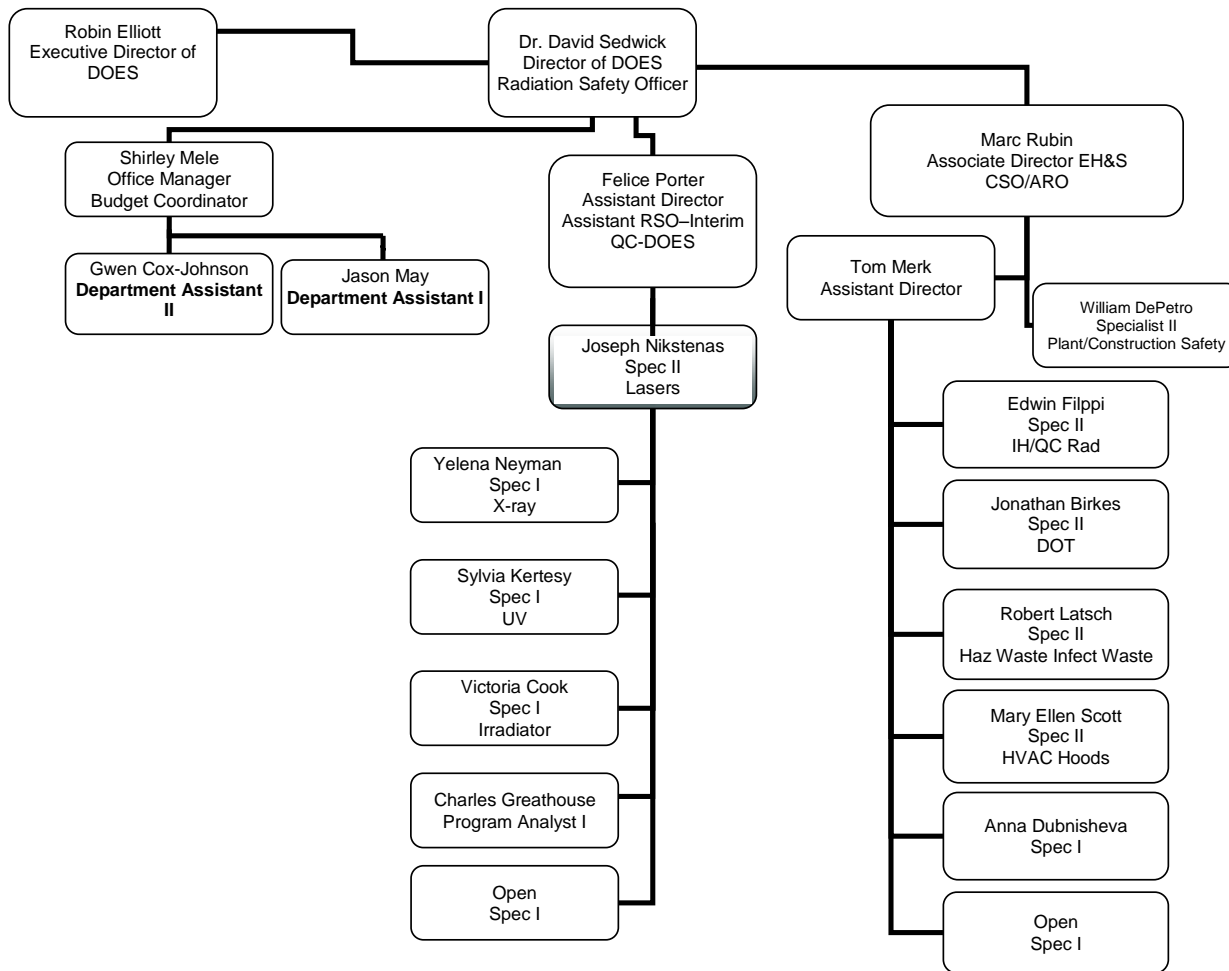 Robin Elliott
Executive Director of
DOES
Dr. David Sedwick
Director of DOES
Radiation Safety Officer
Shirley Mele
Office Manager
Budget Coordinator
Felice Porter
Assistant Director
Assistant RSO–Interim
QC-DOES
Marc Rubin
Associate Director EH&S
CSO/ARO
Gwen Cox-Johnson
Department Assistant
II
Jason May
Department Assistant I
Tom Merk
Assistant Director
William DePetro
Specialist II
Plant/Construction Safety
Joseph Nikstenas
Spec II
Lasers
Edwin Filppi
Spec II
IH/QC Rad
Yelena Neyman
Spec I
X-ray
Jonathan Birkes
Spec II
DOT
Sylvia Kertesy
Spec I
UV
Robert Latsch
Spec II
Haz Waste Infect Waste
Victoria Cook
Spec I
Irradiator
Mary Ellen Scott
Spec II
HVAC Hoods
Charles Greathouse
Program Analyst I
Anna Dubnisheva
Spec I
Open
Spec I
Open
Spec I